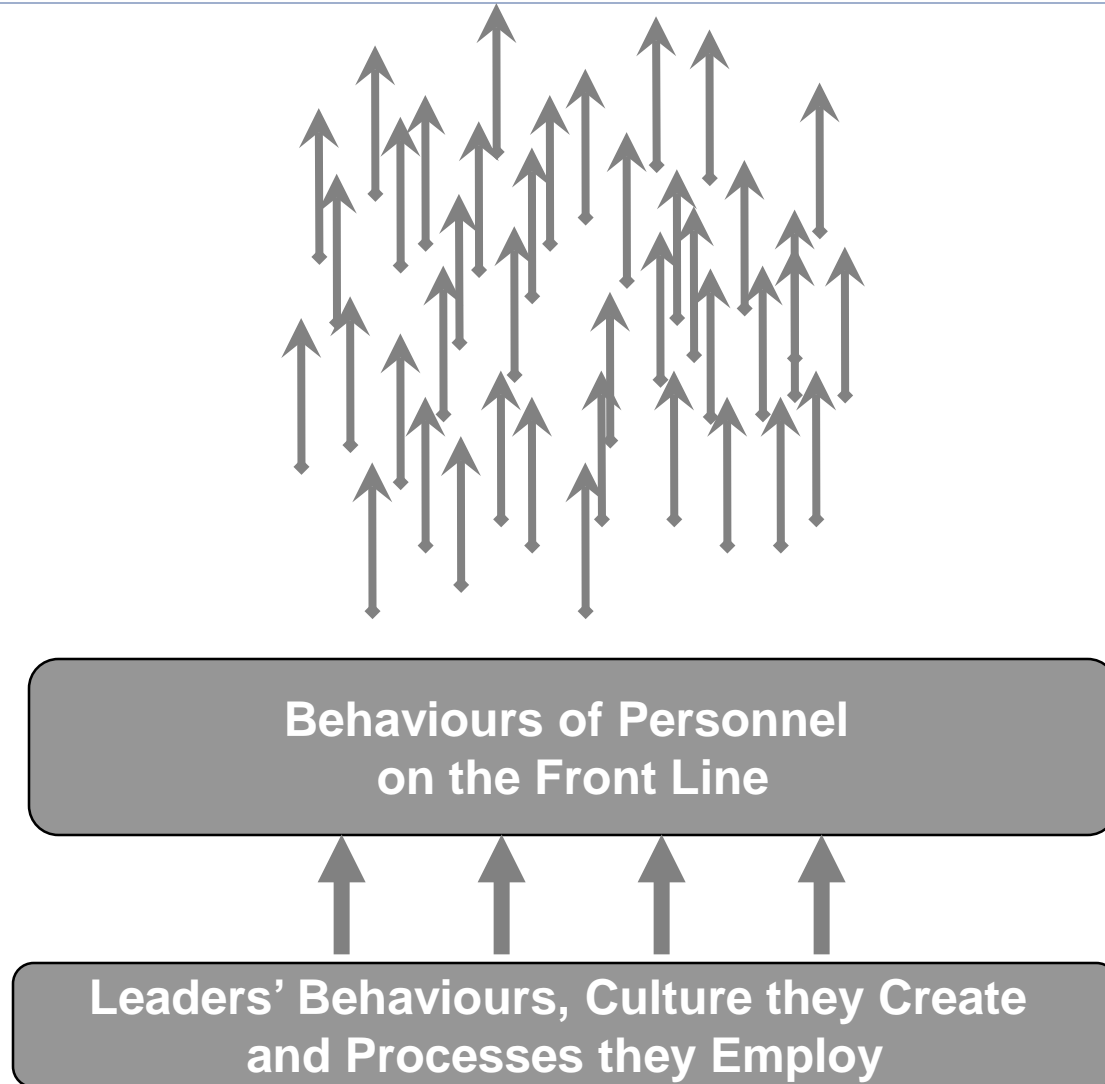 Behaviours of Personnel
on the Front Line
Leaders’ Behaviours, Culture they Create
and Processes they Employ